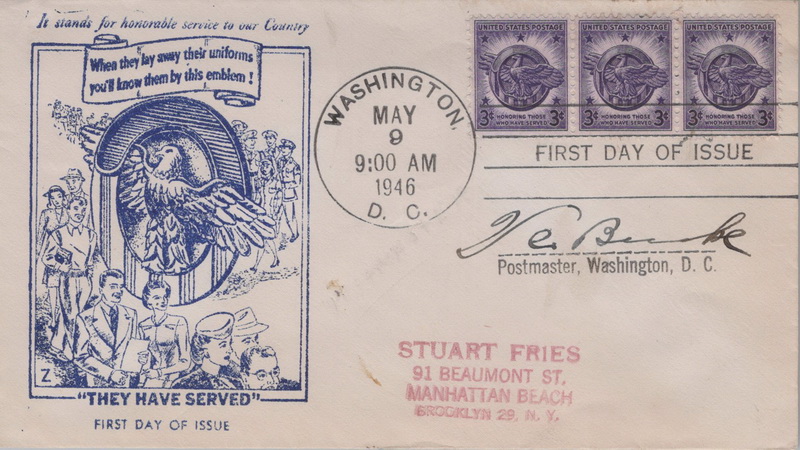 It stands for honorable service to our Country
When they lay away their uniforms
you'll know them by this emblem!
Z
"THEY HAVE SERVED"
FIRST DAY OF ISSUE
WASHINGTON,
MAY
9
9:00 AM
1946
D. C.
UNITED STATES POSTAGE
3¢ HONORING THOSE 3¢
WHO HAVE SERVED
UNITED STATES POSTAGE
3¢ HONORING THOSE 3¢
WHO HAVE SERVED
UNITED STATES POSTAGE
3¢ HONORING THOSE 3¢
WHO HAVE SERVED
FIRST DAY OF ISSUE
Burke
Postmaster, Washington, D. C.
STUART FRIES
91 BEAUMONT ST.
MANHATTAN BEACH
BROOKLYN 29, N. Y.